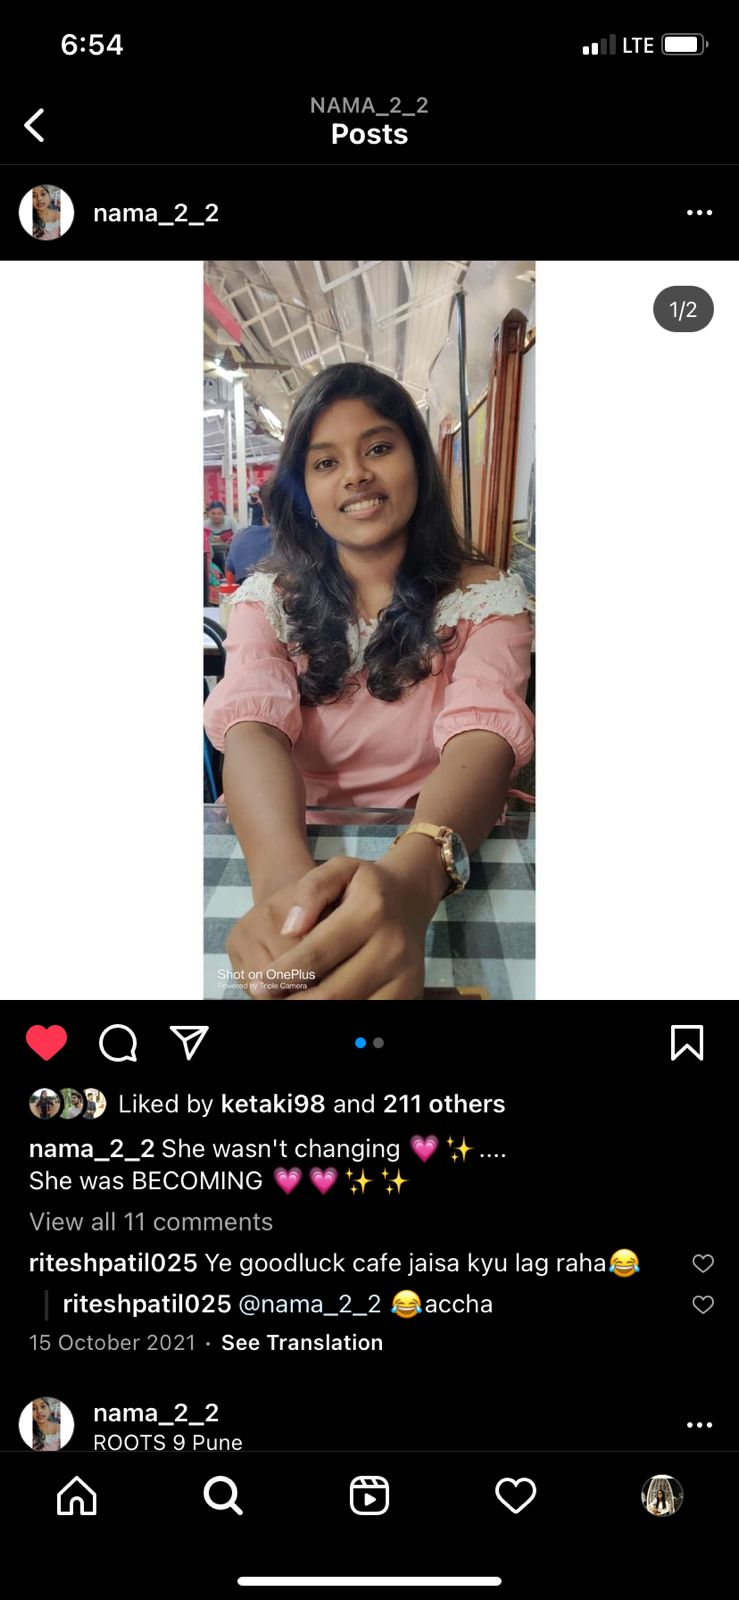 6:54
LTE
NAMA_2_2
Posts
nama_2_2
1/2
Shot on OnePlus
Powered by Triple Camera
Liked by ketaki98 and 211 others
nama_2_2 She wasn't changing 💗✨....
She was BECOMING 💗💗✨✨
View all 11 comments
riteshpatil025 Ye goodluck cafe jaisa kyu lag raha😂
riteshpatil025 @nama_2_2 😂accha
15 October 2021 · See Translation
nama_2_2
ROOTS 9 Pune